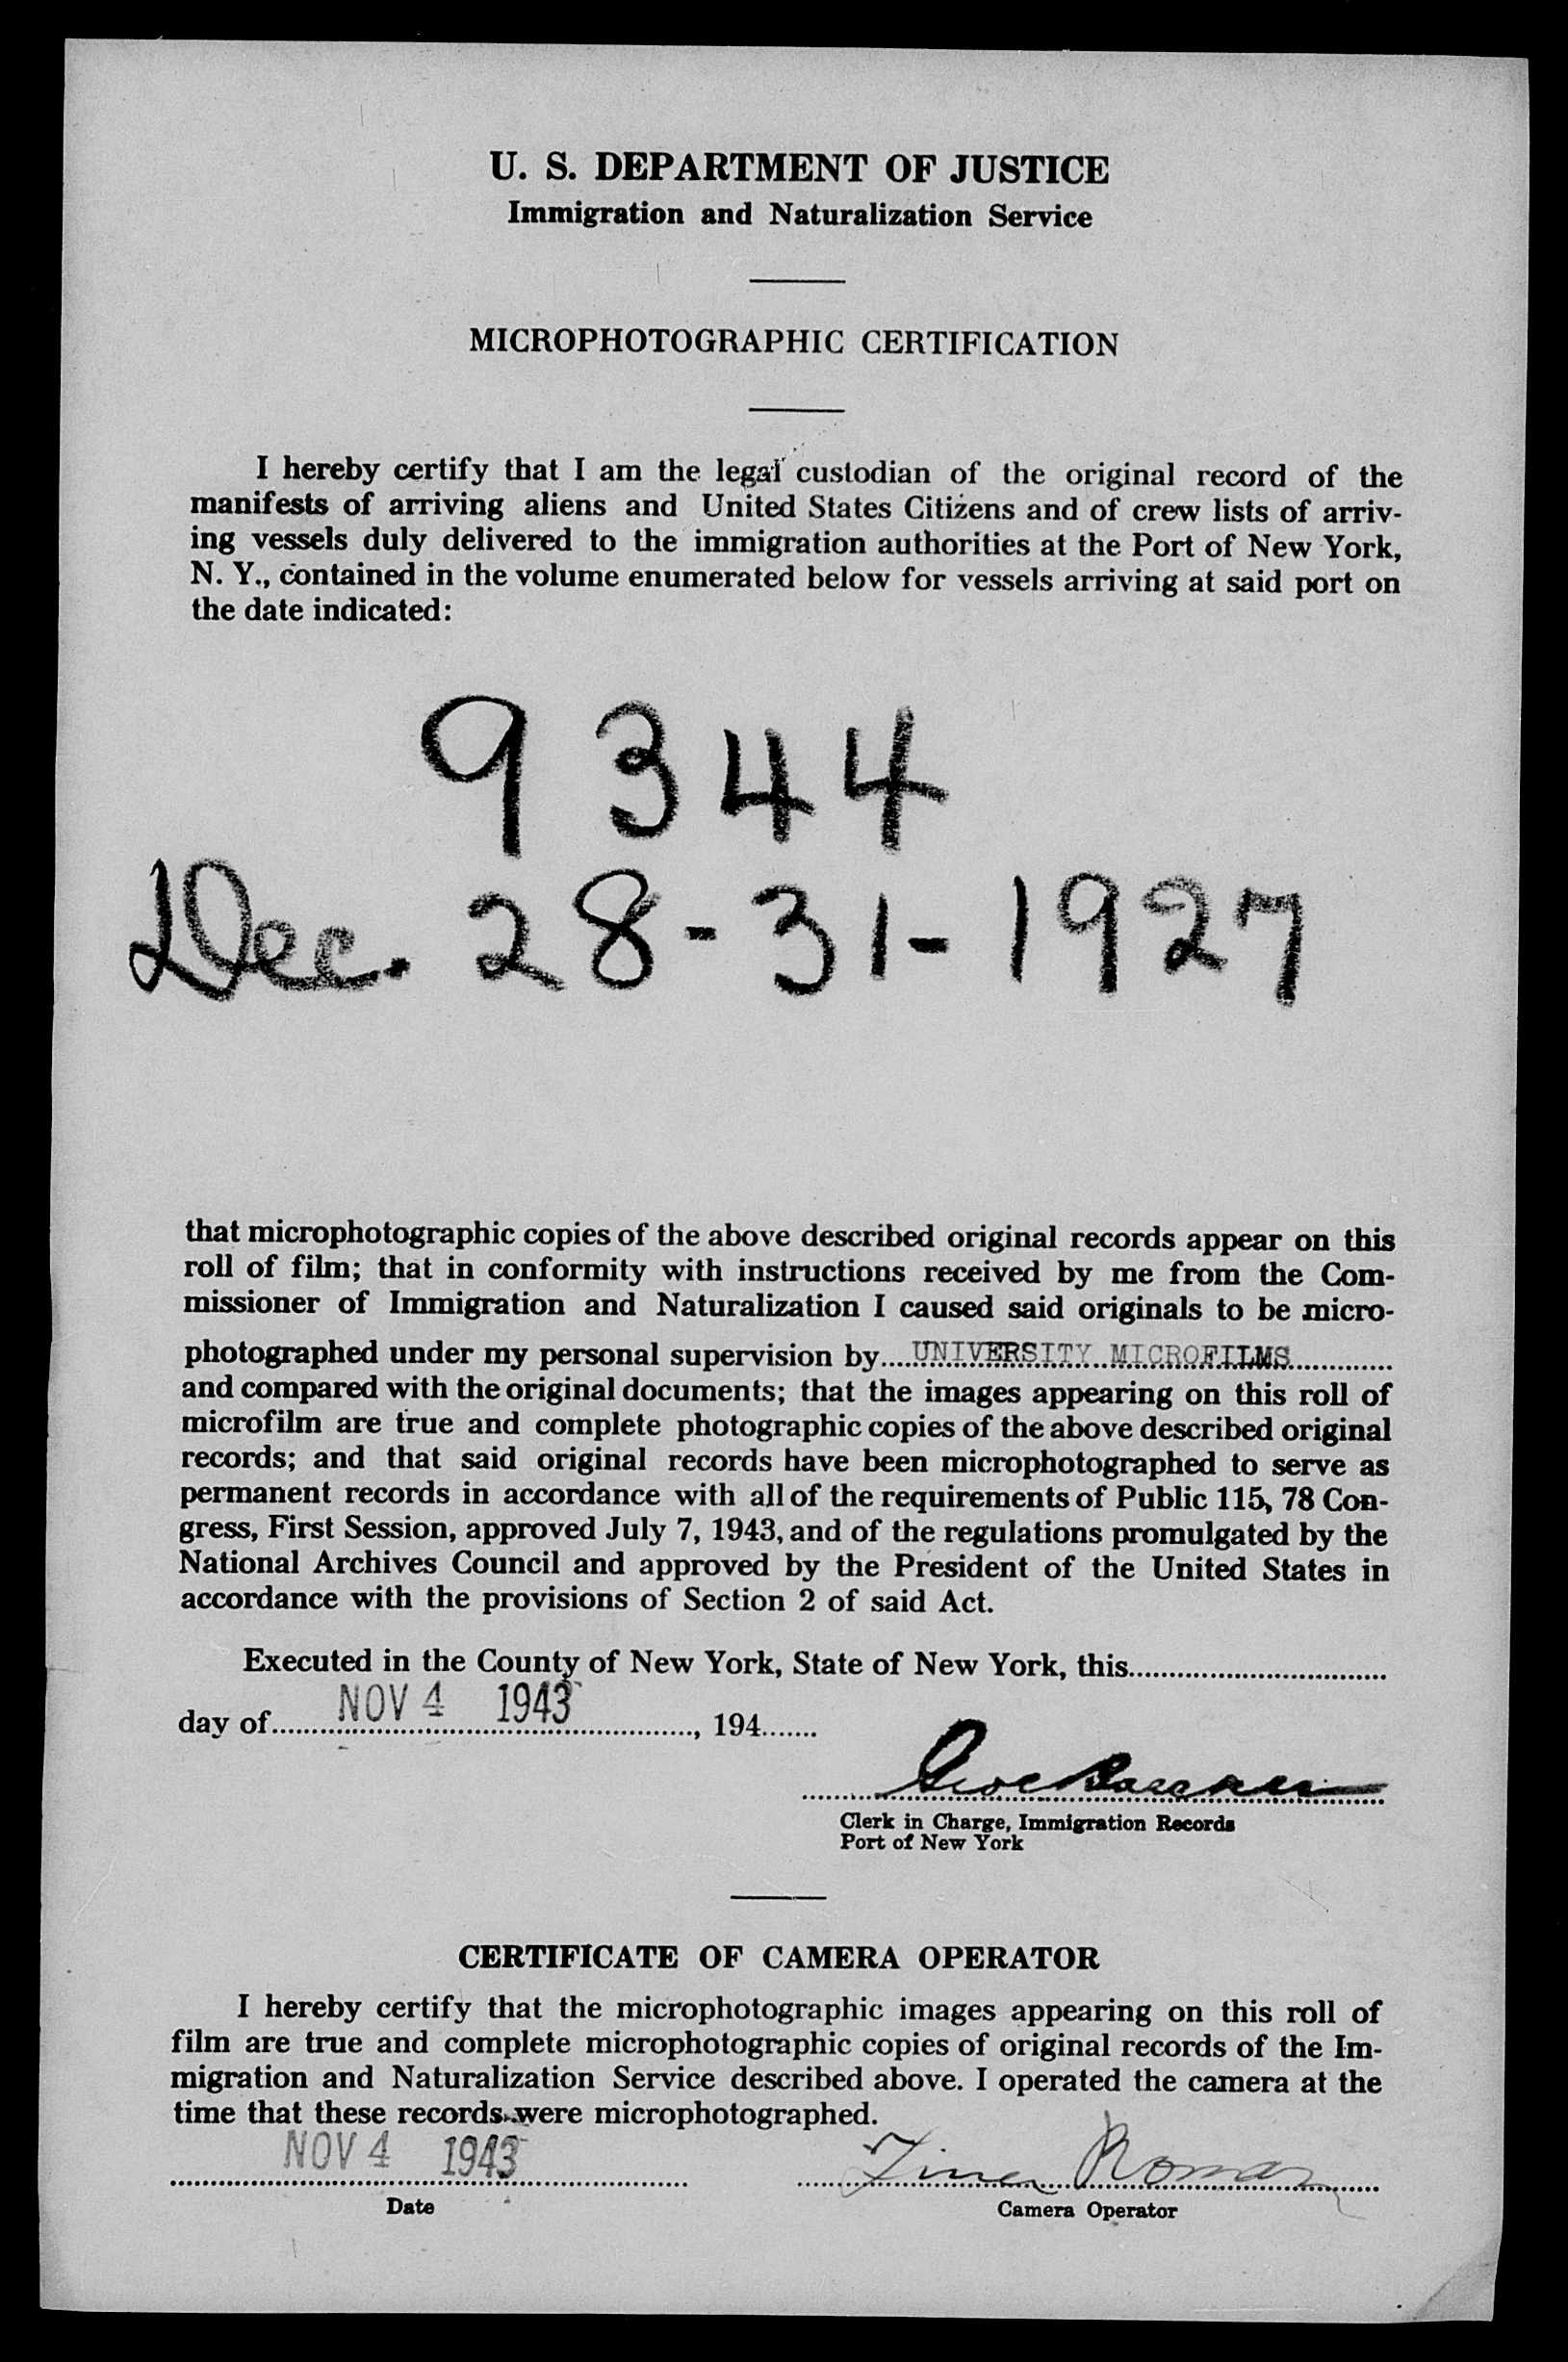 U. S. DEPARTMENT OF JUSTICE
Immigration and Naturalization Service
MICROPHOTOGRAPHIC CERTIFICATION
I hereby certify that I am the legal custodian of the original record of the
manifests of arriving aliens and United States Citizens and of crew lists of arriv-
ing vessels duly delivered to the immigration authorities at the Port of New York,
N. Y., contained in the volume enumerated below for vessels arriving at said port on
the date indicated:
9344
Dec. 28-31-1927
that microphotographic copies of the above described original records appear on this
roll of film; that in conformity with instructions received by me from the Com-
missioner of Immigration and Naturalization I caused said originals to be micro-
photographed under my personal supervision by....UNIVERSITY MICROFILMS.............
and compared with the original documents; that the images appearing on this roll of
microfilm are true and complete photographic copies of the above described original
records; and that said original records have been microphotographed to serve as
permanent records in accordance with all of the requirements of Public 115, 78 Con-
gress, First Session, approved July 7, 1943, and of the regulations promulgated by the
National Archives Council and approved by the President of the United States in
accordance with the provisions of Section 2 of said Act.
Executed in the County of New York, State of New York, this................................
day of........NOV 4 1943..............., 194.......
Clerk in Charge, Immigration Records
Port of New York
CERTIFICATE OF CAMERA OPERATOR
I hereby certify that the microphotographic images appearing on this roll of
film are true and complete microphotographic copies of original records of the Im-
migration and Naturalization Service described above. I operated the camera at the
time that these records were microphotographed.
NOV 4 1943 Roman
Date Camera Operator